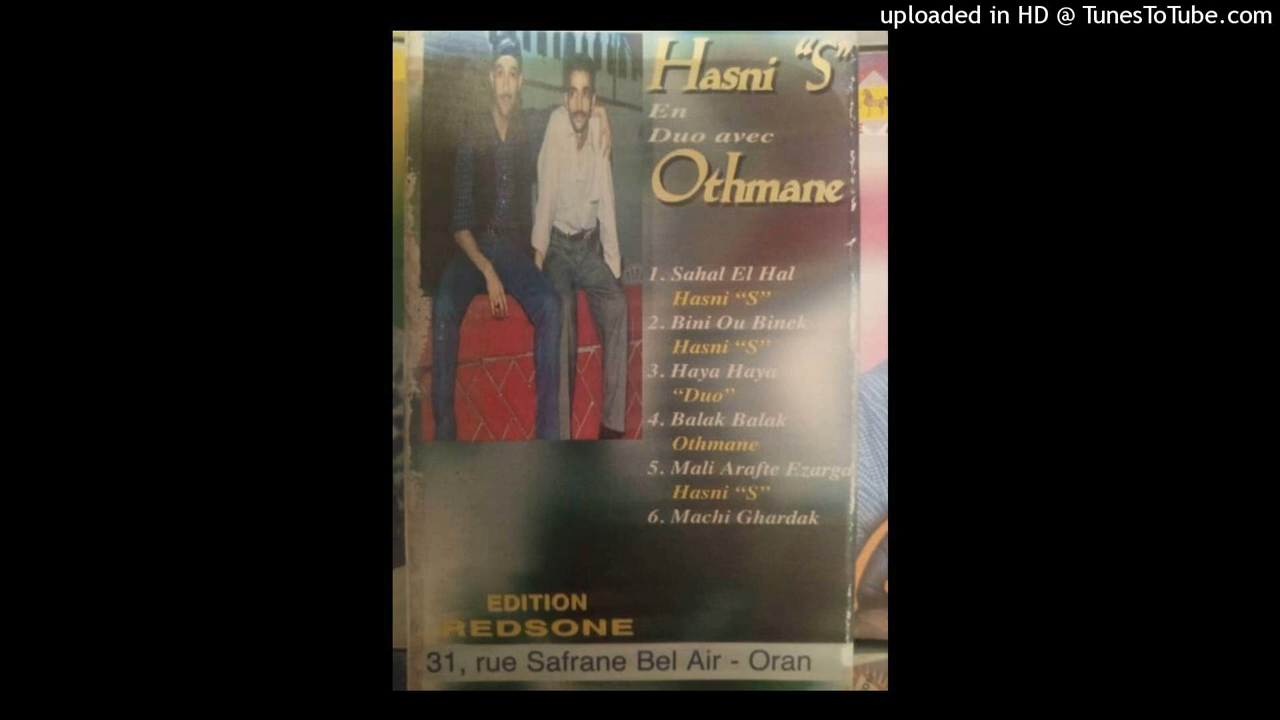 uploaded in HD @ TunesToTube.com
Hasni "S"
En
Duo avec
Othmane
1. Sahal El Hal
Hasni "S"
2. Bini Ou Binek
Hasni "S"
3. Haya Haya
"Duo"
4. Balak Balak
Othmane
5. Mali Arafte Ezarga
Hasni "S"
6. Machi Ghardak
EDITION
REDSONE
31, rue Safrane Bel Air - Oran